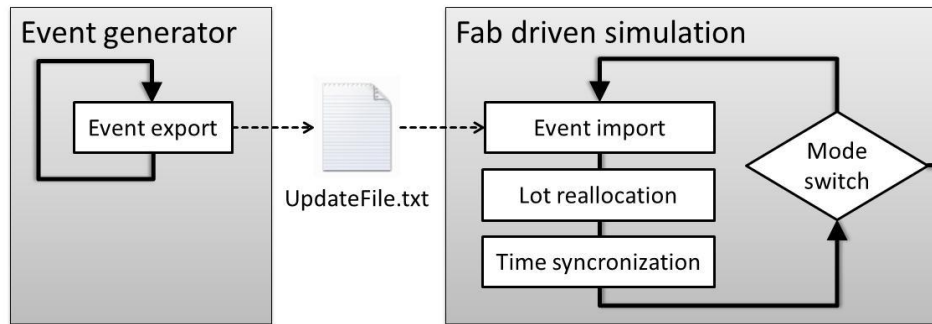 Event generator
Event export
UpdateFile.txt
Fab driven simulation
Event import
Lot reallocation
Time syncronization
Mode
switch